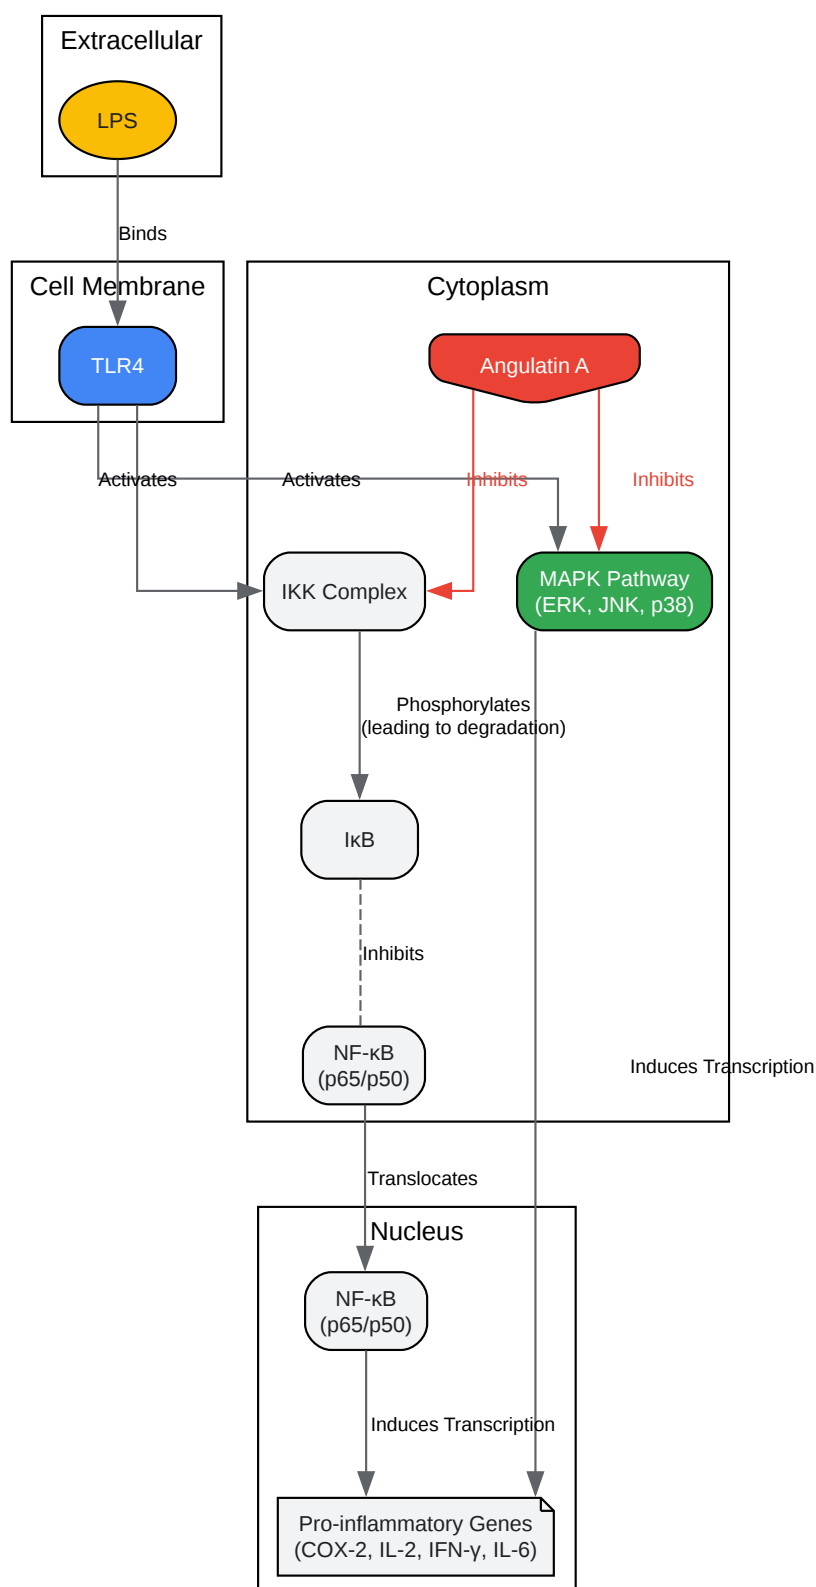 Extracellular
LPS
Binds
Cell Membrane
TLR4
Cytoplasm
Angulatin A
Activates
Activates
Inhibits
Inhibits
IKK Complex
MAPK Pathway
(ERK, JNK, p38)
Phosphorylates
(leading to degradation)
IκB
Inhibits
NF-κB
(p65/p50)
Induces Transcription
Translocates
Nucleus
NF-κB
(p65/p50)
Induces Transcription
Pro-inflammatory Genes
(COX-2, IL-2, IFN-γ, IL-6)